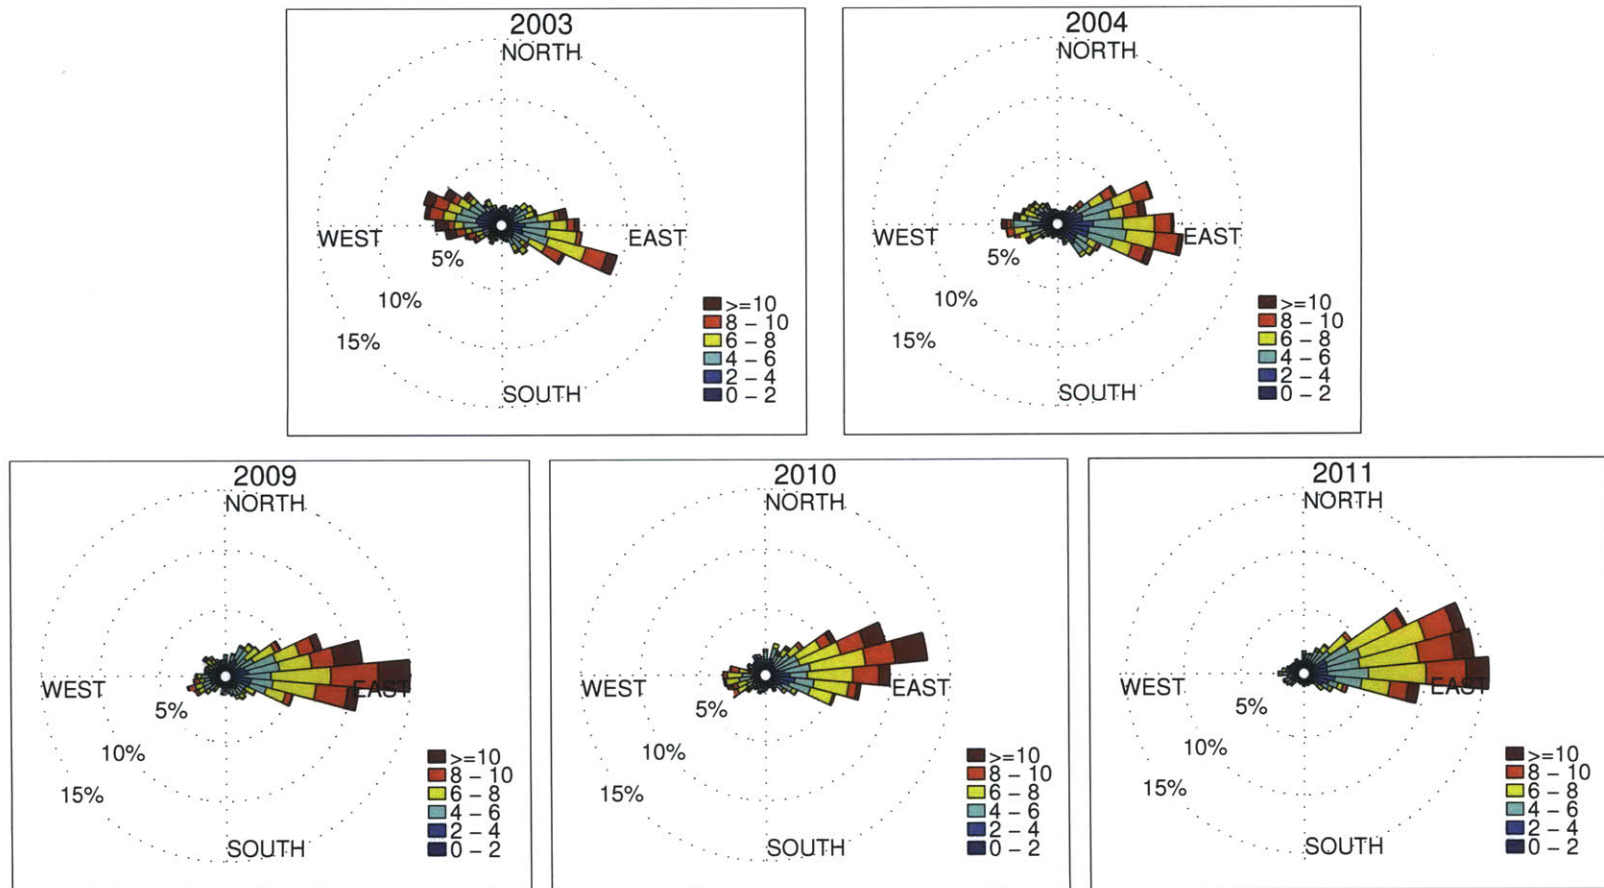 2003
NORTH
WEST
EAST
5%
10%
15%
SOUTH
>=10
8 – 10
6 – 8
4 – 6
2 – 4
0 – 2
2004
NORTH
WEST
EAST
5%
10%
15%
SOUTH
>=10
8 – 10
6 – 8
4 – 6
2 – 4
0 – 2
2009
NORTH
WEST
EAST
5%
10%
15%
SOUTH
>=10
8 – 10
6 – 8
4 – 6
2 – 4
0 – 2
2010
NORTH
WEST
EAST
5%
10%
15%
SOUTH
>=10
8 – 10
6 – 8
4 – 6
2 – 4
0 – 2
2011
NORTH
WEST
EAST
5%
10%
15%
SOUTH
>=10
8 – 10
6 – 8
4 – 6
2 – 4
0 – 2